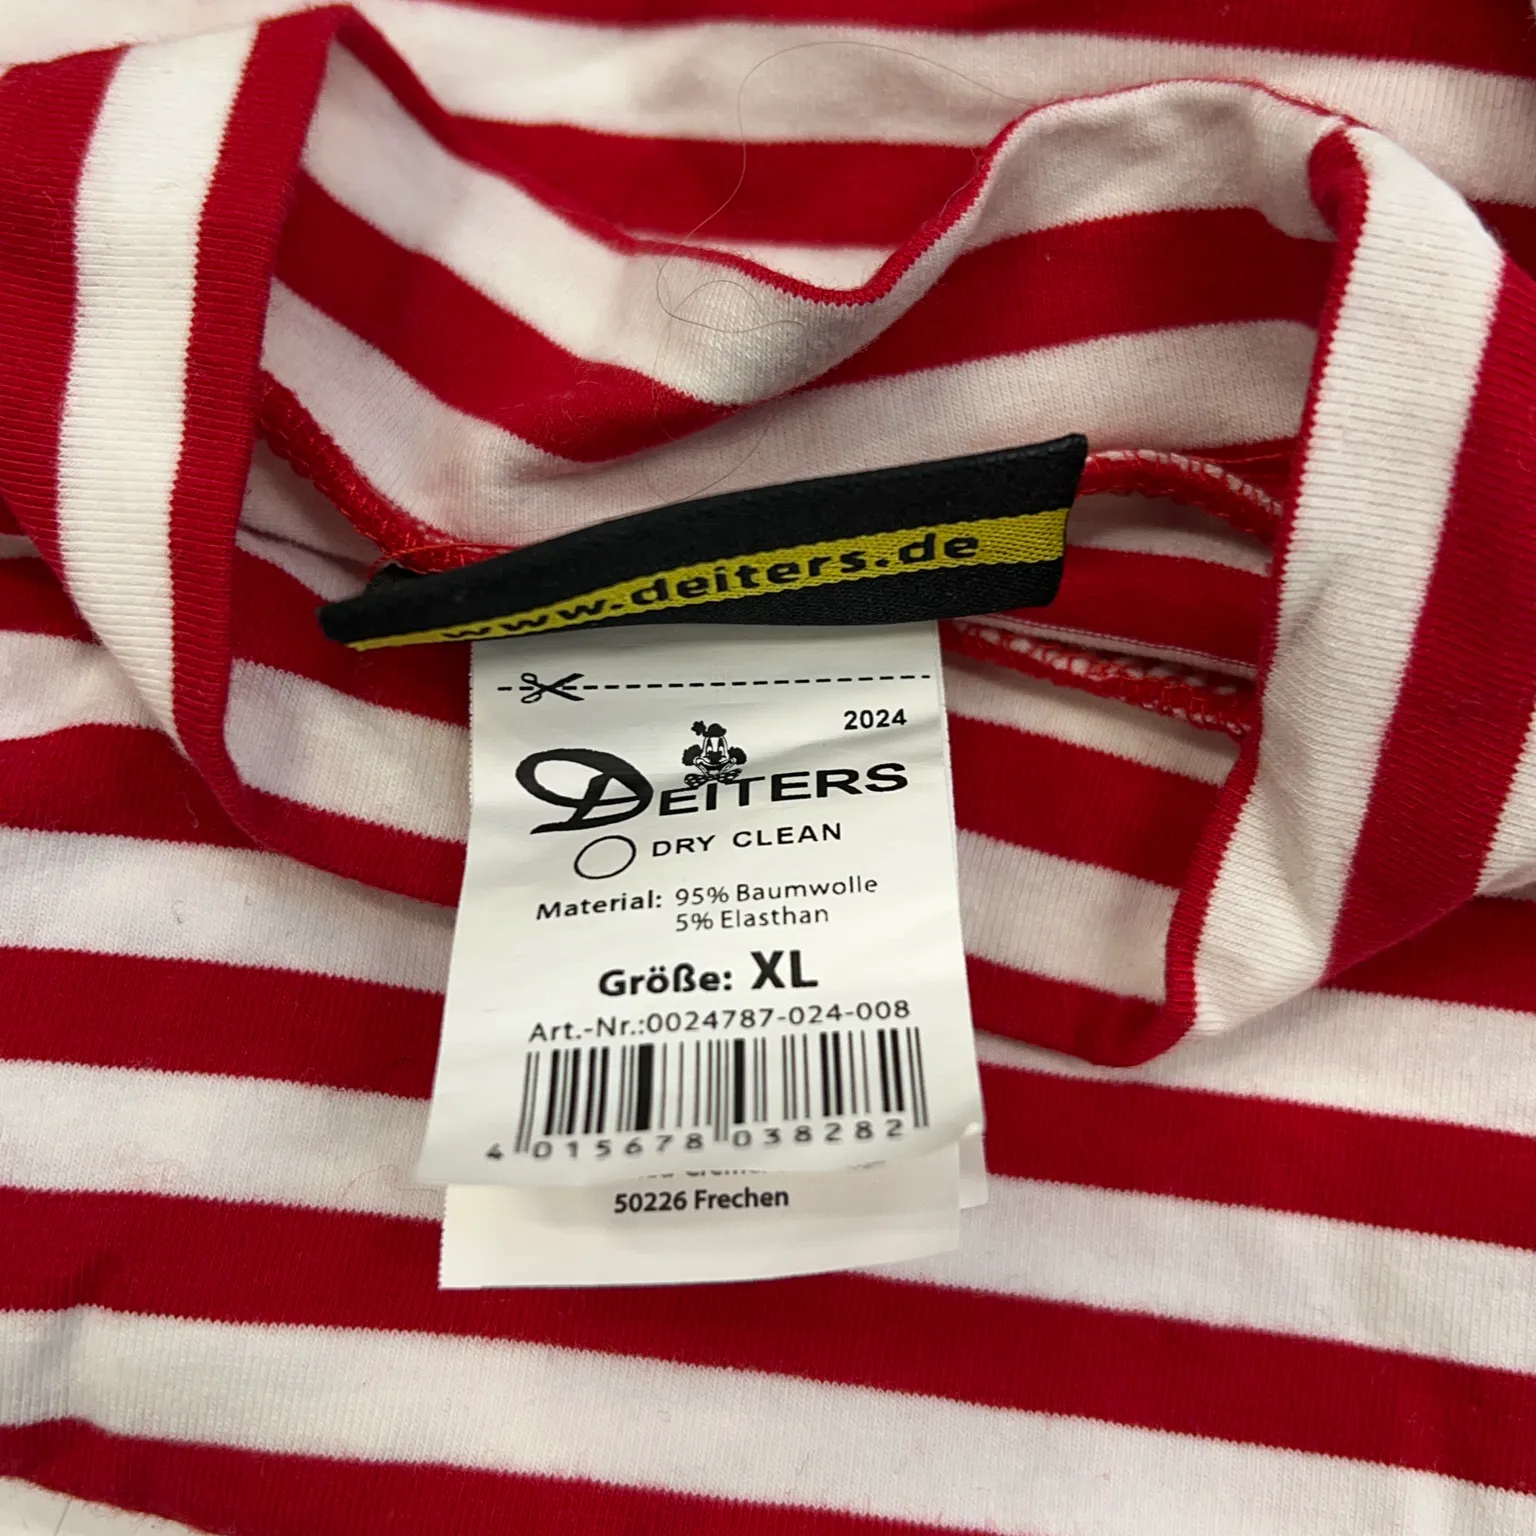 www.deiters.de
2024
DEITERS
DRY CLEAN
Material: 95% Baumwolle
5% Elasthan
Größe: XL
Art.-Nr.:0024787-024-008
4 015678 038282
50226 Frechen